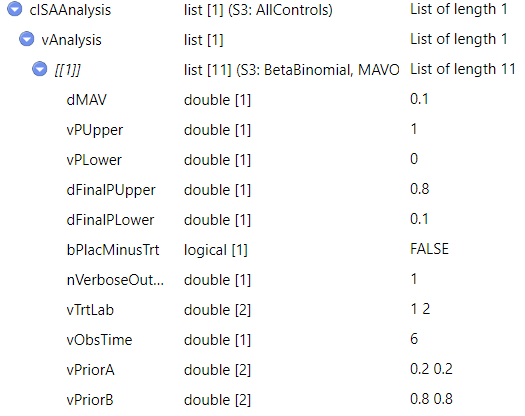 cISAAnalysis list [1] (S3: AllControls) List of length 1
vAnalysis list [1] List of length 1
[[1]] list [11] (S3: BetaBinomial, MAVO List of length 11
dMAV double [1] 0.1
vPUpper double [1] 1
vPLower double [1] 0
dFinalPUpper double [1] 0.8
dFinalPLower double [1] 0.1
bPlacMinusTrt logical [1] FALSE
nVerboseOut... double [1] 1
vTrtLab double [2] 1 2
vObsTime double [1] 6
vPriorA double [2] 0.2 0.2
vPriorB double [2] 0.8 0.8